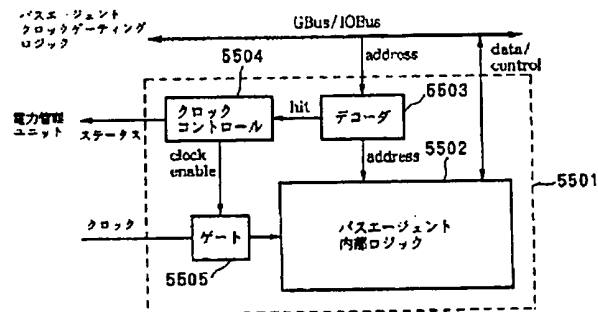 バスエージェント
クロックゲーティング
ロジック
GBus/IOBus
address
data/
control
5504
5503
クロック
コントロール
hit
デコーダ
電力管理
ユニット
ステータス
clock
enable
address
5502
5501
クロック
ゲート
バスエージェント
内部ロジック
5505